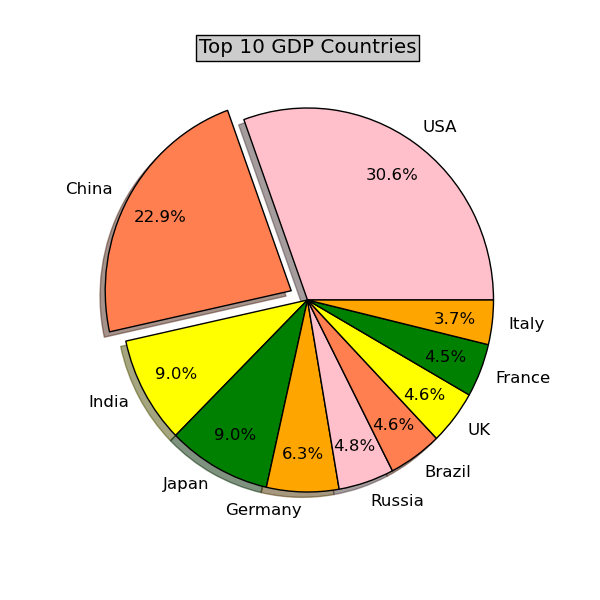 Top 10 GDP Countries
USA
30.6%
China
22.9%
India
9.0%
Japan
9.0%
Germany
6.3%
Russia
4.8%
Brazil
4.6%
UK
4.6%
France
4.5%
Italy
3.7%